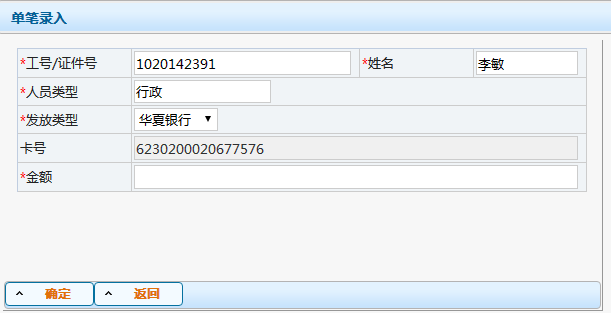 单笔录入
*工号/证件号 1020142391 *姓名 李敏
*人员类型 行政
*发放类型 华夏银行
卡号 6230200020677576
*金额
确定 返回